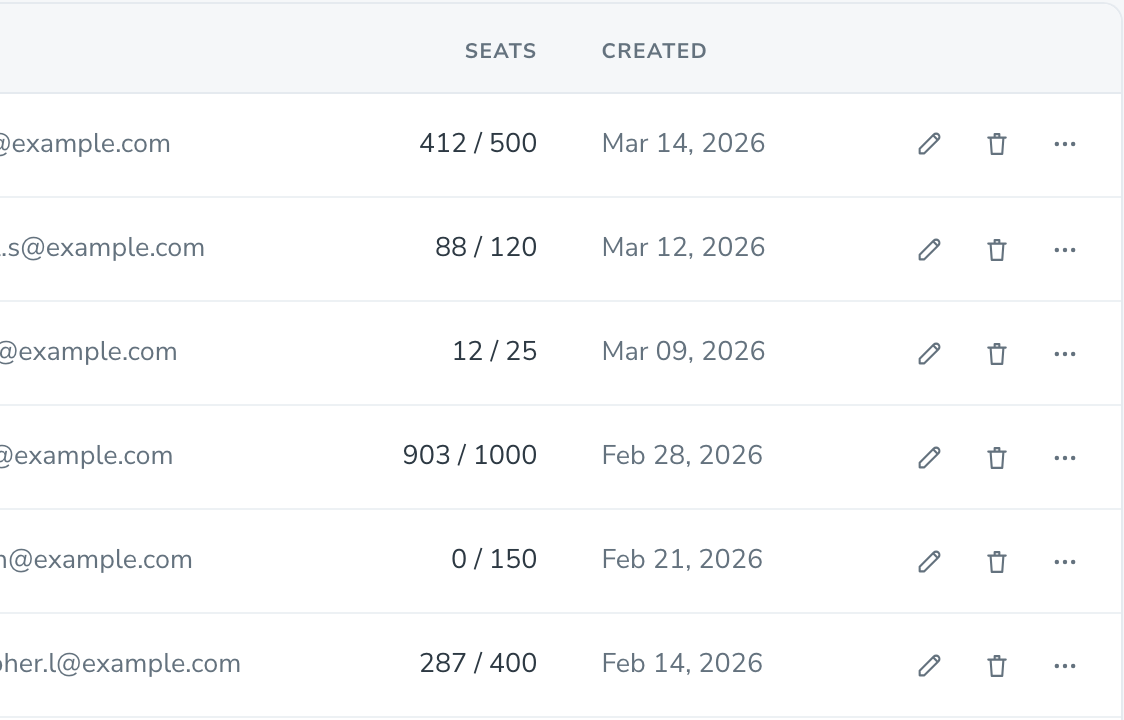 SEATS CREATED
@example.com 412 / 500 Mar 14, 2026
.s@example.com 88 / 120 Mar 12, 2026
@example.com 12 / 25 Mar 09, 2026
@example.com 903 / 1000 Feb 28, 2026
n@example.com 0 / 150 Feb 21, 2026
pher.l@example.com 287 / 400 Feb 14, 2026